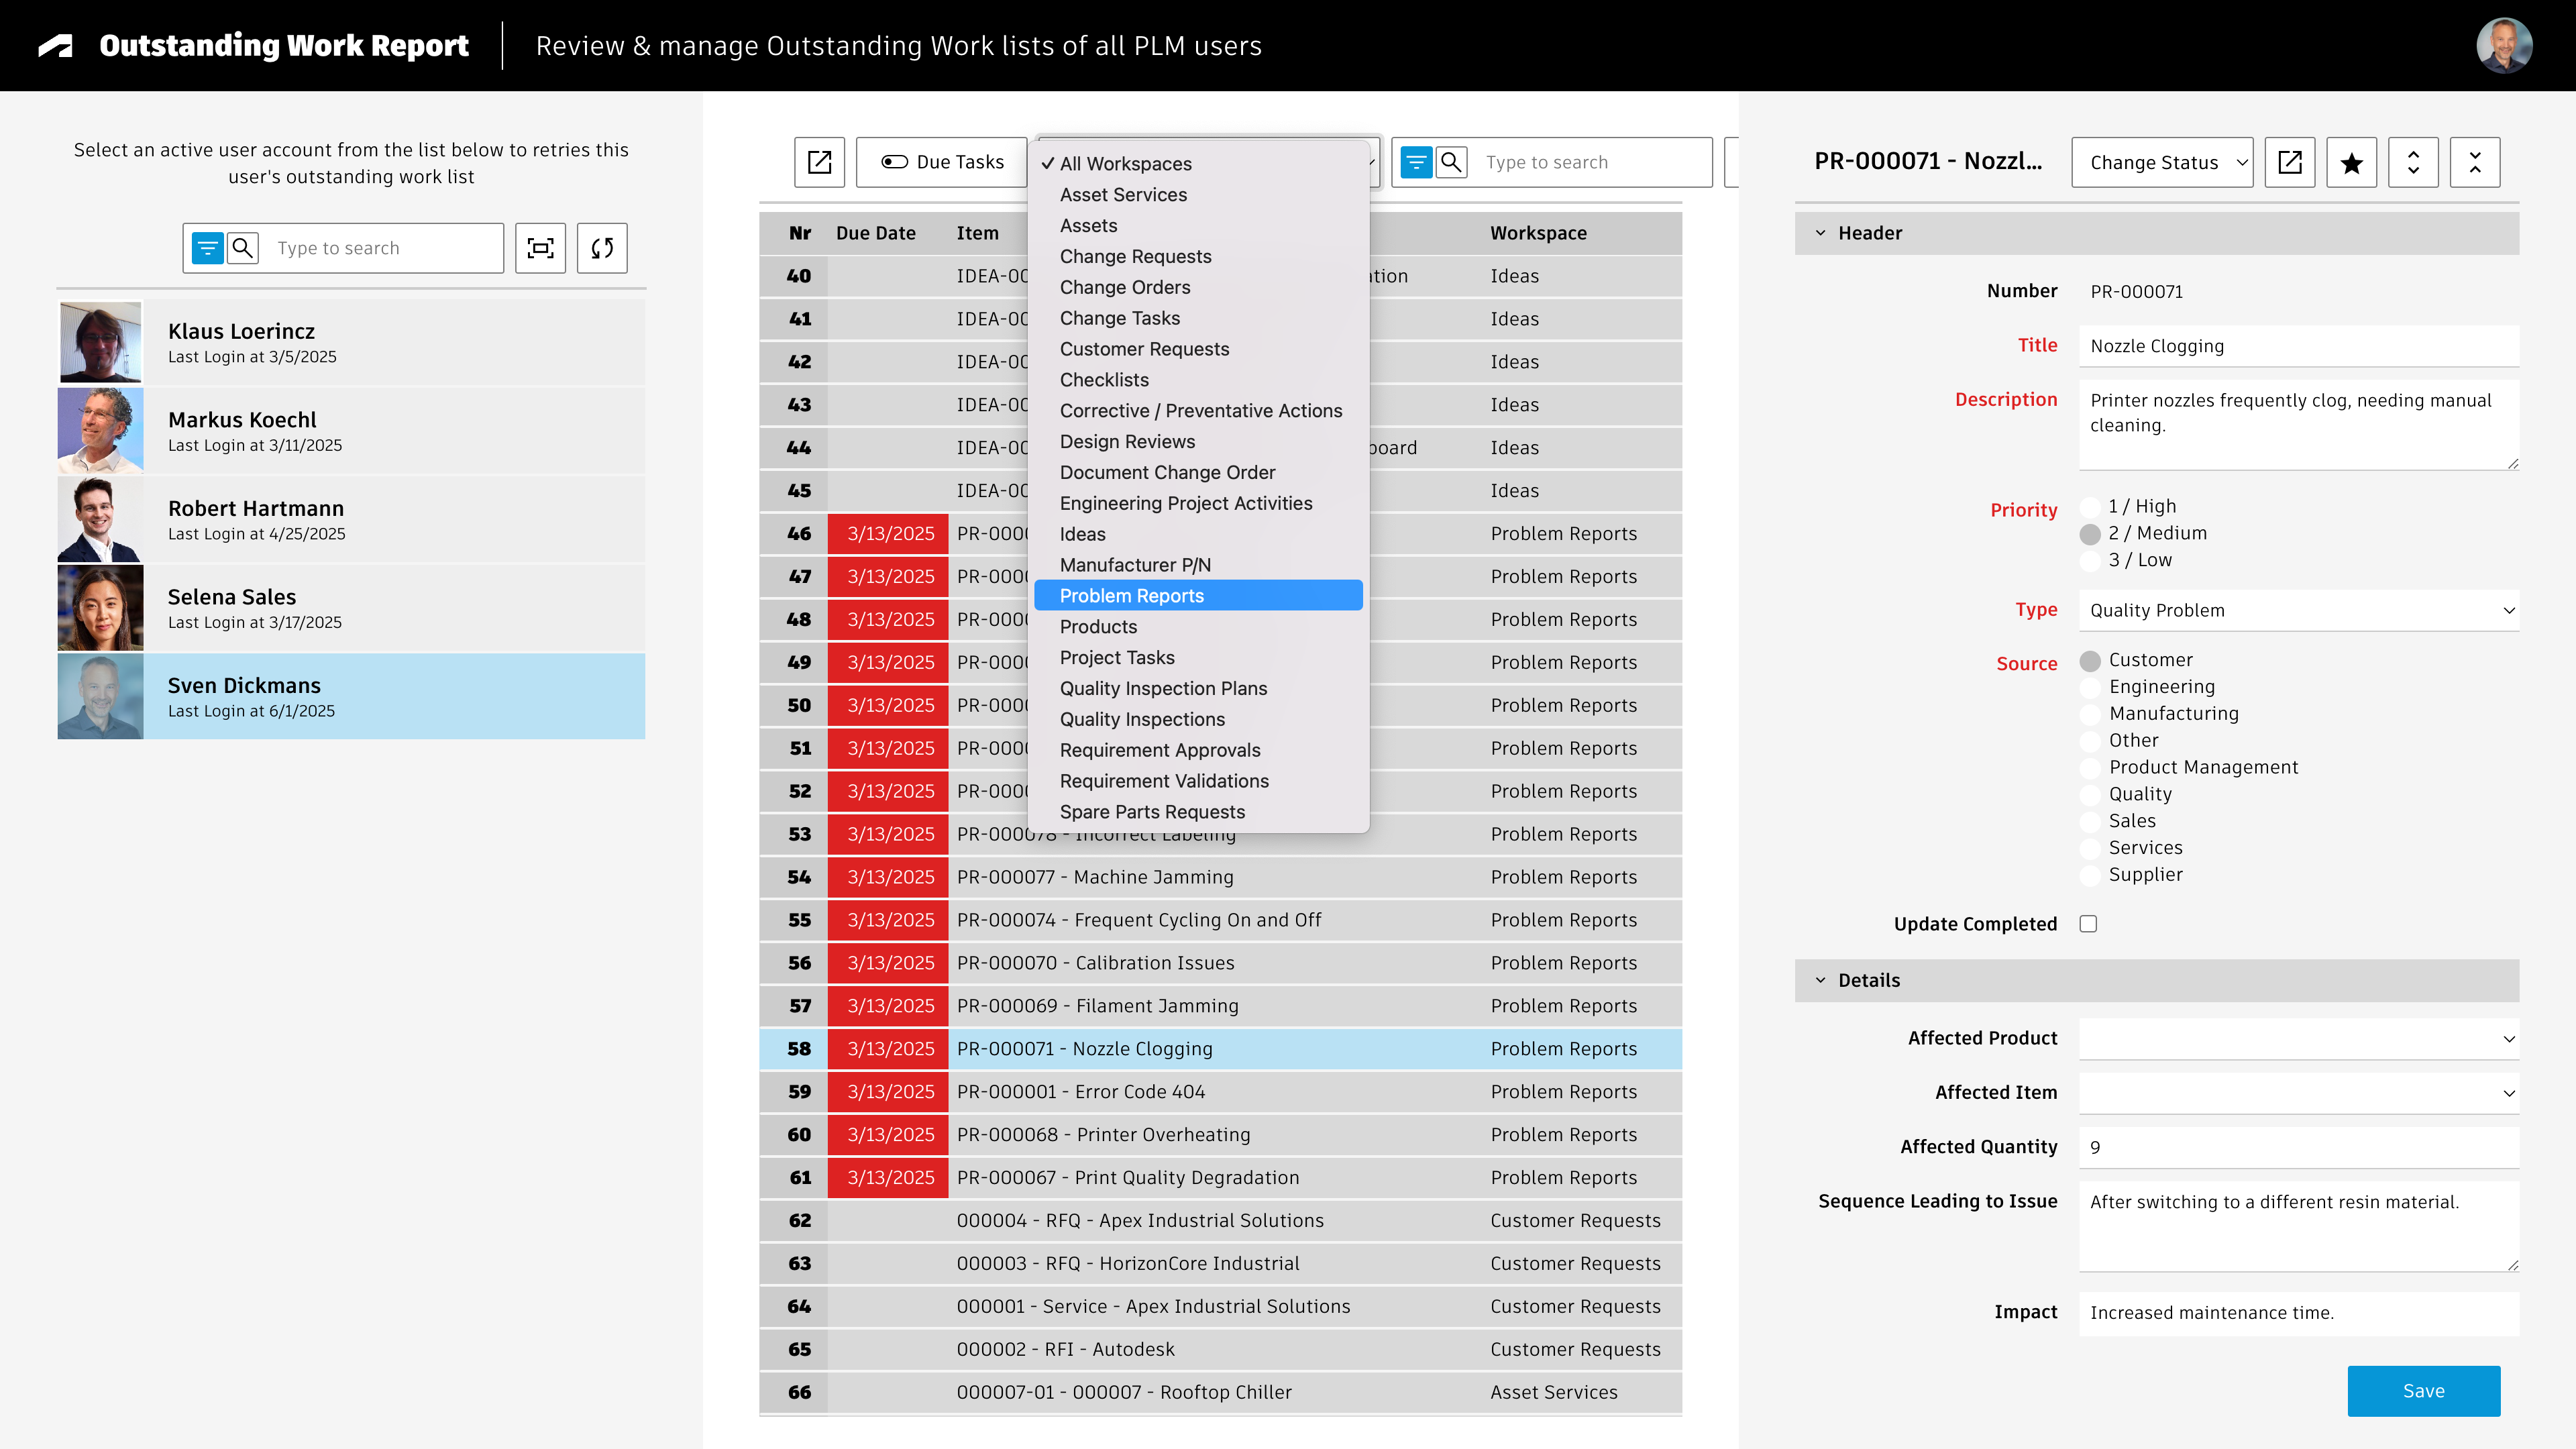 Outstanding Work Report
Review & manage Outstanding Work lists of all PLM users
Select an active user account from the list below to retries this
user's outstanding work list
Type to search
Klaus Loerincz
Last Login at 3/5/2025
Markus Koechl
Last Login at 3/11/2025
Robert Hartmann
Last Login at 4/25/2025
Selena Sales
Last Login at 3/17/2025
Sven Dickmans
Last Login at 6/1/2025
Due Tasks
Type to search
✓ All Workspaces
Asset Services
Assets
Change Requests
Change Orders
Change Tasks
Customer Requests
Checklists
Corrective / Preventative Actions
Design Reviews
Document Change Order
Engineering Project Activities
Ideas
Manufacturer P/N
Problem Reports
Products
Project Tasks
Quality Inspection Plans
Quality Inspections
Requirement Approvals
Requirement Validations
Spare Parts Requests
Nr Due Date Item Workspace
40 IDEA-00 ation Ideas
41 IDEA-00 Ideas
42 IDEA-00 Ideas
43 IDEA-00 Ideas
44 IDEA-00 board Ideas
45 IDEA-00 Ideas
46 3/13/2025 PR-000 Problem Reports
47 3/13/2025 PR-000 Problem Reports
48 3/13/2025 PR-000 Problem Reports
49 3/13/2025 PR-000 Problem Reports
50 3/13/2025 PR-000 Problem Reports
51 3/13/2025 PR-000 Problem Reports
52 3/13/2025 PR-000 Problem Reports
53 3/13/2025 PR-000078 - Incorrect Labeling Problem Reports
54 3/13/2025 PR-000077 - Machine Jamming Problem Reports
55 3/13/2025 PR-000074 - Frequent Cycling On and Off Problem Reports
56 3/13/2025 PR-000070 - Calibration Issues Problem Reports
57 3/13/2025 PR-000069 - Filament Jamming Problem Reports
58 3/13/2025 PR-000071 - Nozzle Clogging Problem Reports
59 3/13/2025 PR-000001 - Error Code 404 Problem Reports
60 3/13/2025 PR-000068 - Printer Overheating Problem Reports
61 3/13/2025 PR-000067 - Print Quality Degradation Problem Reports
62 000004 - RFQ - Apex Industrial Solutions Customer Requests
63 000003 - RFQ - HorizonCore Industrial Customer Requests
64 000001 - Service - Apex Industrial Solutions Customer Requests
65 000002 - RFI - Autodesk Customer Requests
66 000007-01 - 000007 - Rooftop Chiller Asset Services
PR-000071 - Nozzl...
Change Status
Header
Number PR-000071
Title Nozzle Clogging
Description Printer nozzles frequently clog, needing manual
cleaning.
Priority 1 / High
2 / Medium
3 / Low
Type Quality Problem
Source Customer
Engineering
Manufacturing
Other
Product Management
Quality
Sales
Services
Supplier
Update Completed
Details
Affected Product
Affected Item
Affected Quantity 9
Sequence Leading to Issue After switching to a different resin material.
Impact Increased maintenance time.
Save